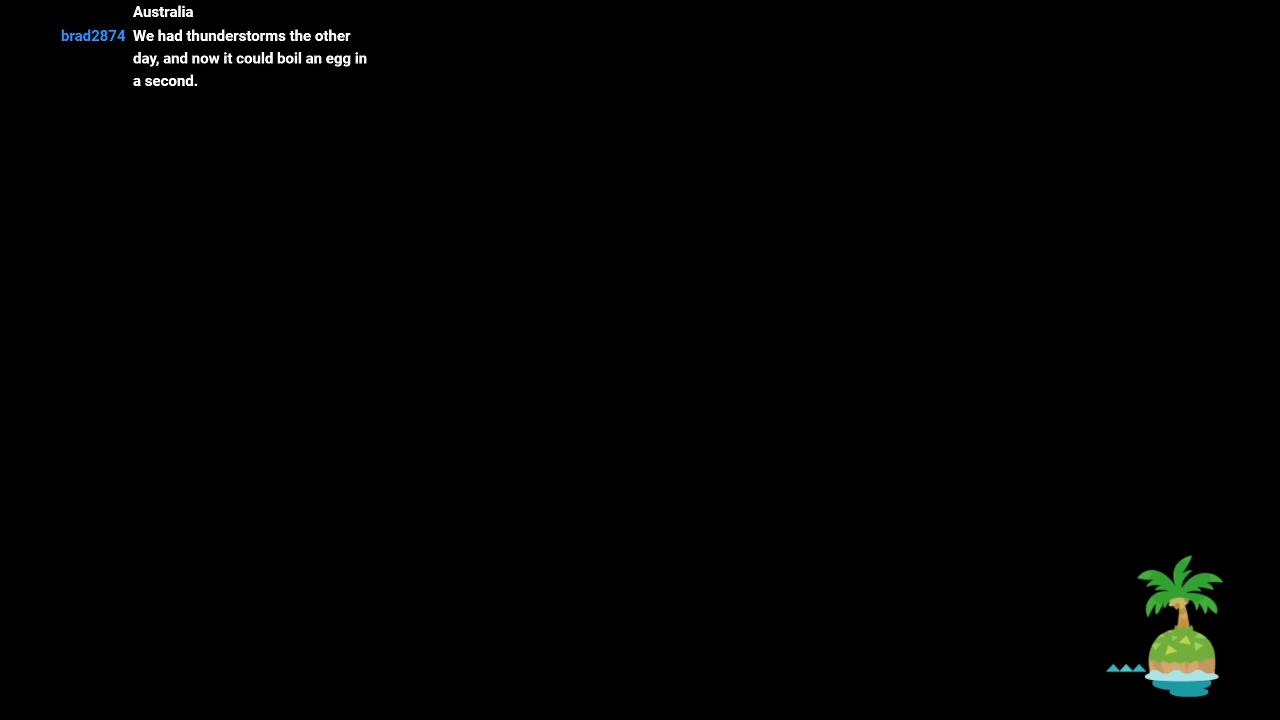 Australia
brad2874 We had thunderstorms the other
day, and now it could boil an egg in
a second.